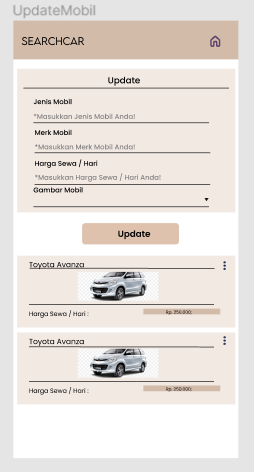 UpdateMobil
SEARCHCAR
Update
Jenis Mobil
*Masukkan Jenis Mobil Anda!
Merk Mobil
*Masukkan Merk Mobil Anda!
Harga Sewa / Hari
*Masukkan Harga Sewa / Hari Anda!
Gambar Mobil
Update
Toyota Avanza
Harga Sewa / Hari :
Rp. 250.000;
Toyota Avanza
Harga Sewa / Hari :
Rp. 250.000;